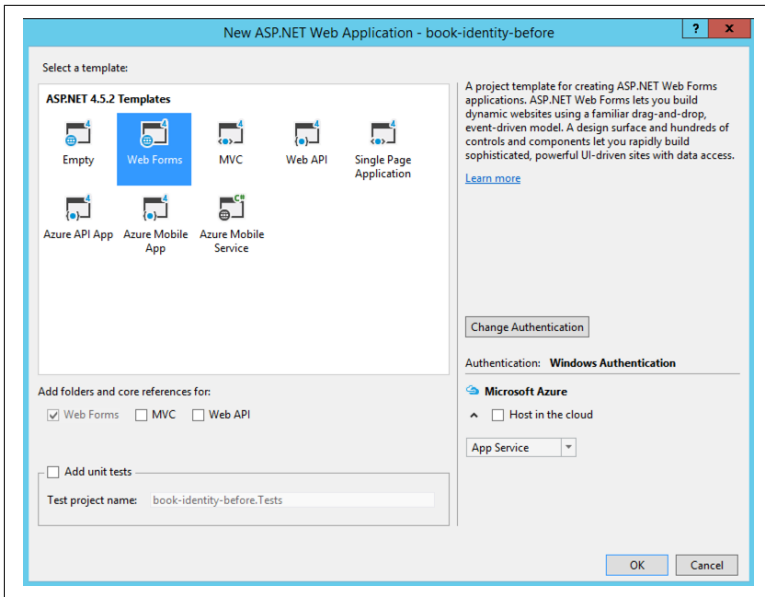 New ASP.NET Web Application - book-identity-before
? x
Select a template:
ASP.NET 4.5.2 Templates
Empty
Web Forms
MVC
Web API
Single Page
Application
Azure API App
Azure Mobile
App
Azure Mobile
Service
A project template for creating ASP.NET Web Forms
applications. ASP.NET Web Forms lets you build
dynamic websites using a familiar drag-and-drop,
event-driven model. A design surface and hundreds of
controls and components let you rapidly build
sophisticated, powerful UI-driven sites with data access.
Learn more
Change Authentication
Authentication: Windows Authentication
Microsoft Azure
Host in the cloud
App Service
Add folders and core references for:
Web Forms MVC Web API
Add unit tests
Test project name: book-identity-before.Tests
OK Cancel